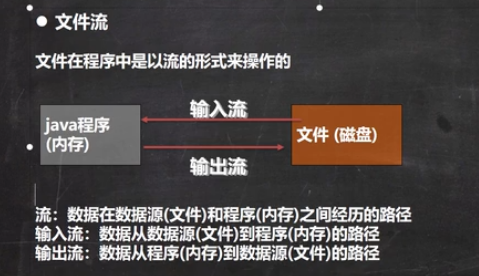 ● 文件流
文件在程序中是以流的形式来操作的
输入流
java程序
(内存)
文件 (磁盘)
输出流
流：数据在数据源(文件)和程序(内存)之间经历的路径
输入流：数据从数据源(文件)到程序(内存)的路径
输出流：数据从程序(内存)到数据源(文件)的路径